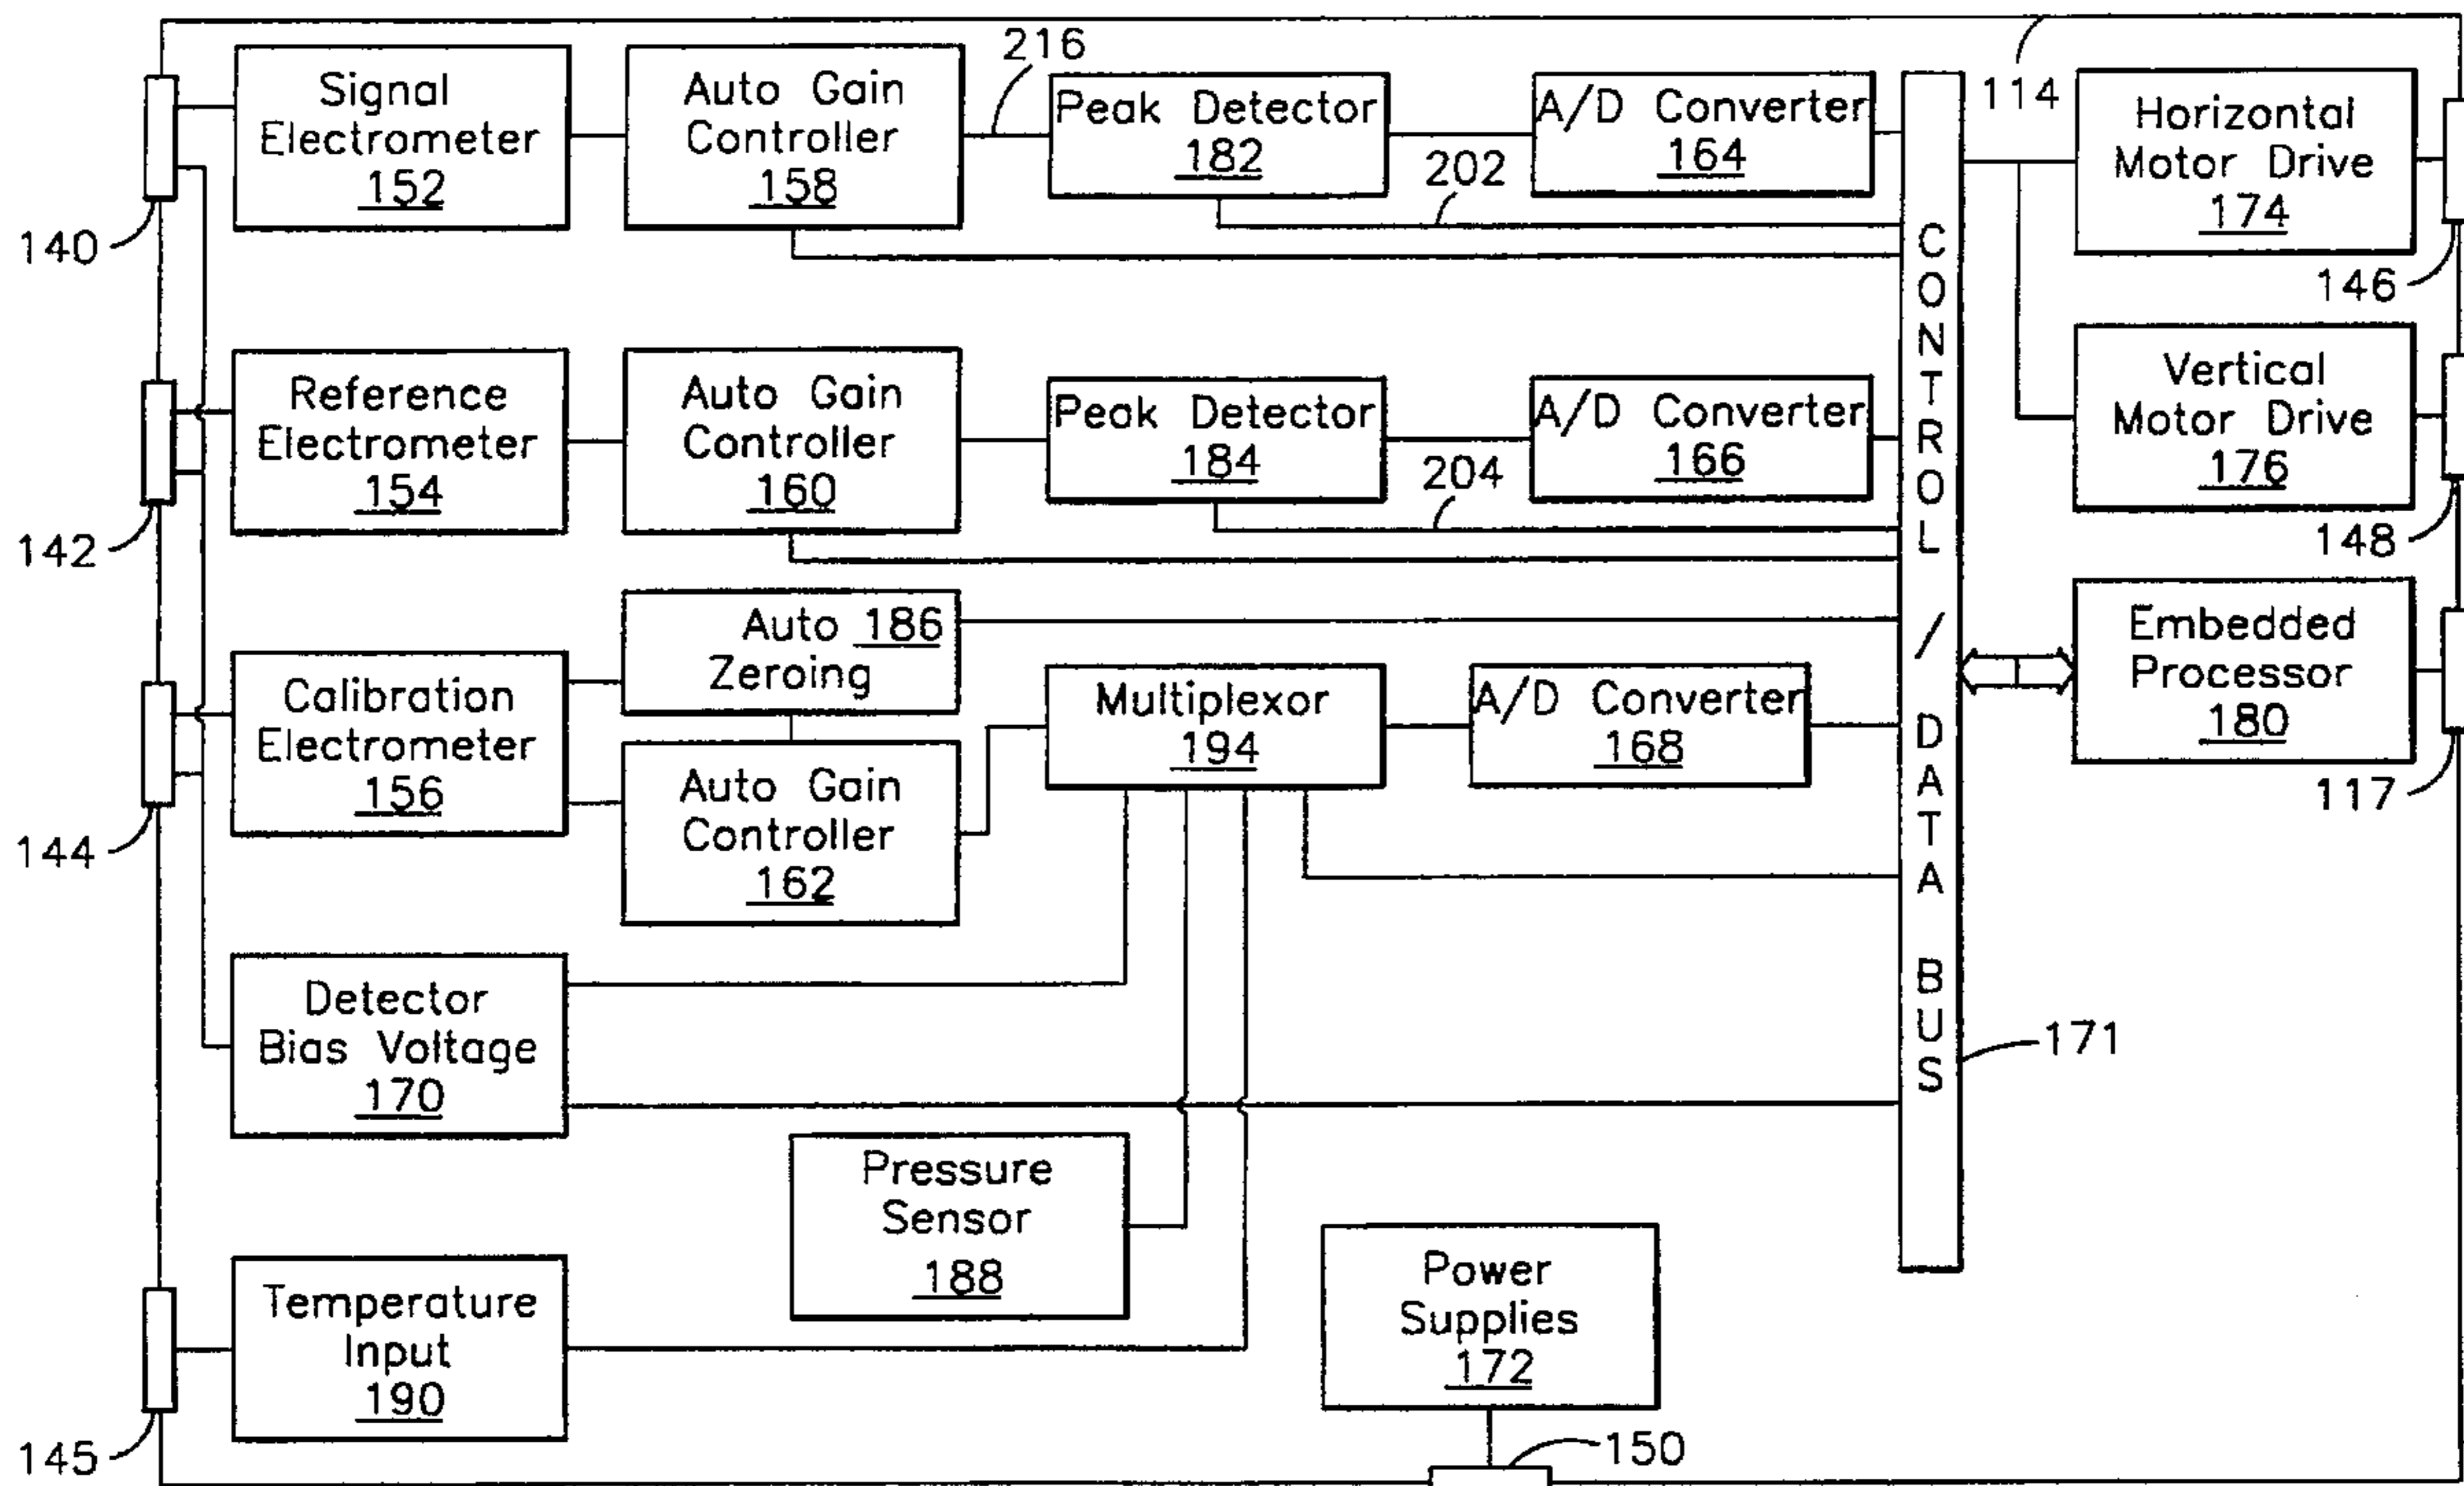 114
Signal
Electrometer
152
Auto Gain
Controller
158
216
Peak Detector
182
202
A/D Converter
164
Horizontal
Motor Drive
174
140
146
Reference
Electrometer
154
Auto Gain
Controller
160
Peak Detector
184
204
A/D Converter
166
Vertical
Motor Drive
176
142
148
Calibration
Electrometer
156
Auto 186
Zeroing
Auto Gain
Controller
162
Multiplexor
194
A/D Converter
168
CONTROL / DATA BUS
171
Embedded
Processor
180
117
144
Detector
Bias Voltage
170
Pressure
Sensor
188
Temperature
Input
190
145
Power
Supplies
172
150